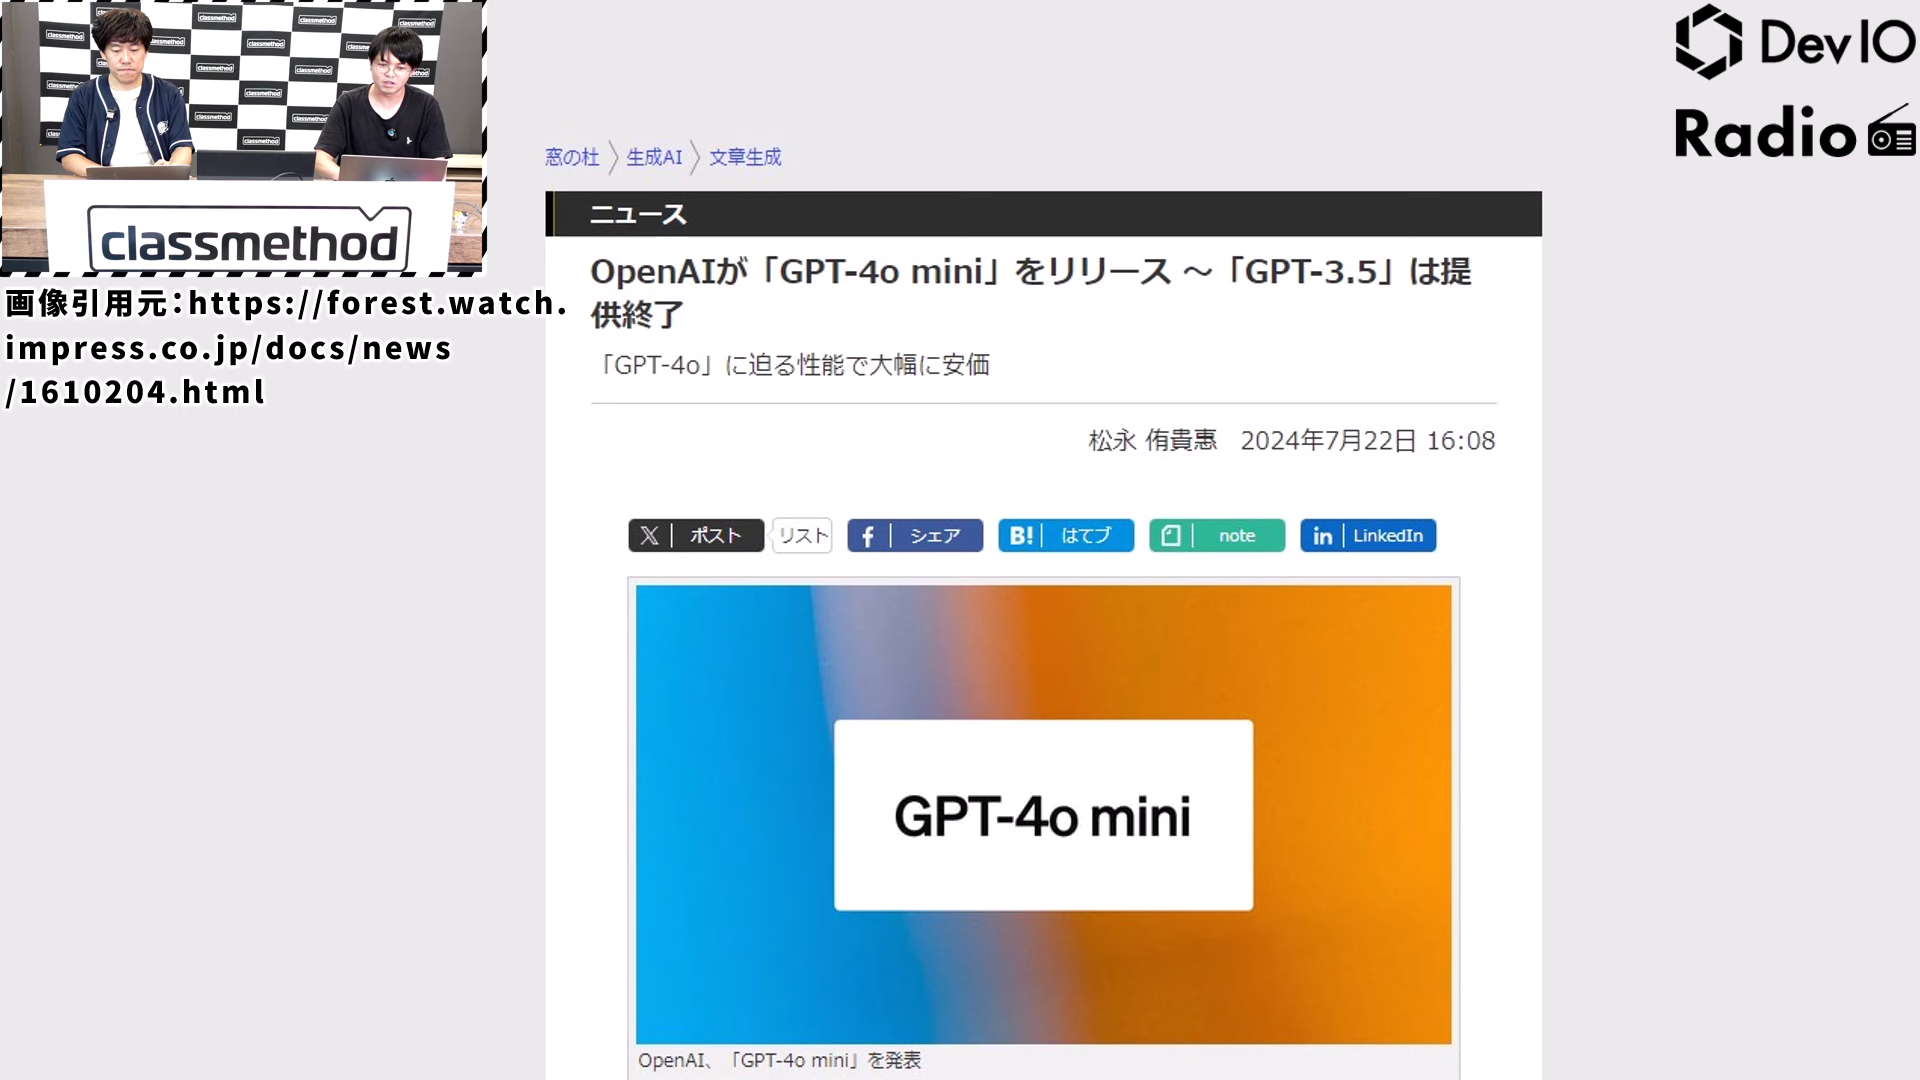 classmethod
画像引用元:https://forest.watch.
impress.co.jp/docs/news
/1610204.html
Dev IO
Radio
窓の杜 生成AI 文章生成
ニュース
OpenAIが「GPT-4o mini」をリリース ～「GPT-3.5」は提
供終了
「GPT-4o」に迫る性能で大幅に安価
松永 侑貴惠 2024年7月22日 16:08
ポスト リスト シェア B! はてブ note in LinkedIn
GPT-4o mini
OpenAI、「GPT-4o mini」を発表